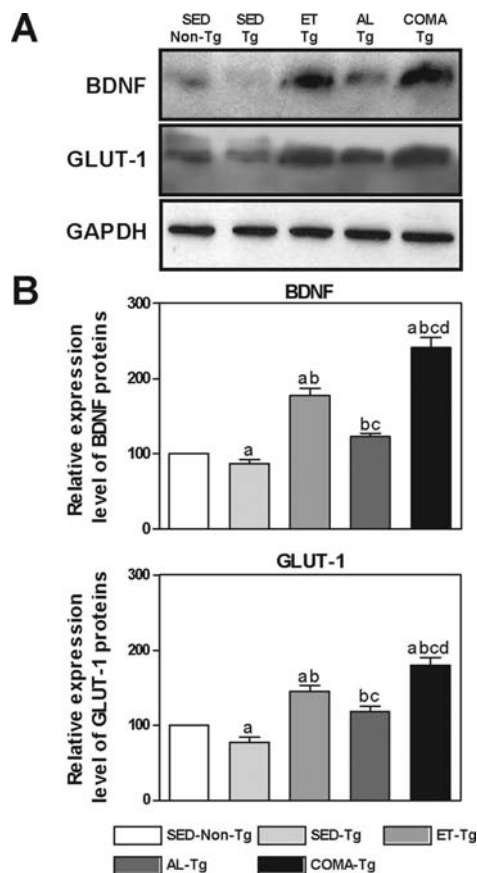 A
SED SED ET AL COMA
Non-Tg Tg Tg Tg Tg
BDNF
GLUT-1
GAPDH
B
BDNF
Relative expression
level of BDNF proteins
300
200
100
0
a
ab
bc
abcd
GLUT-1
Relative expression
level of GLUT-1 proteins
300
200
100
0
a
ab
bc
abcd
SED-Non-Tg SED-Tg ET-Tg
AL-Tg COMA-Tg